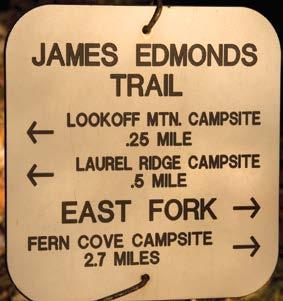 JAMES EDMONDS
TRAIL
← LOOKOFF MTN. CAMPSITE
.25 MILE
← LAUREL RIDGE CAMPSITE
.5 MILE
EAST FORK →
FERN COVE CAMPSITE →
2.7 MILES